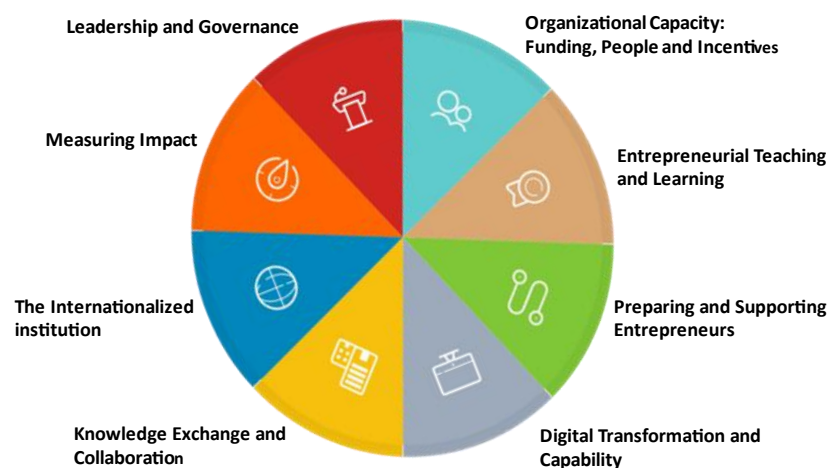 Leadership and Governance
Organizational Capacity:
Funding, People and Incentives
Measuring Impact
Entrepreneurial Teaching
and Learning
The Internationalized
institution
Preparing and Supporting
Entrepreneurs
Knowledge Exchange and
Collaboration
Digital Transformation and
Capability